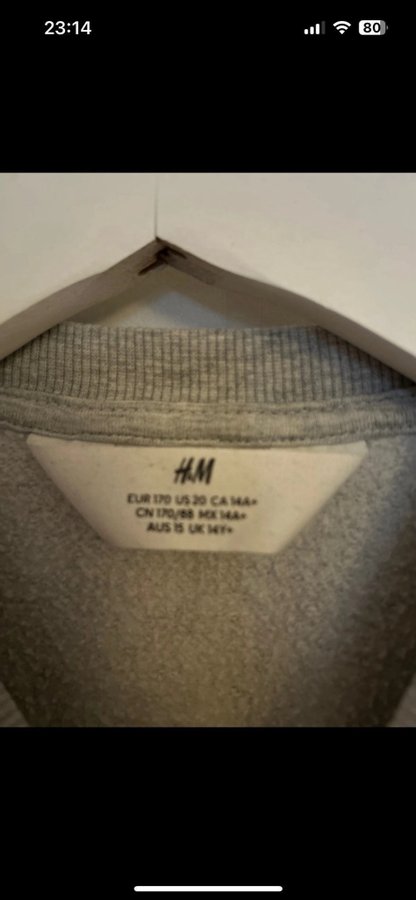 23:14
80
H&M
EUR 170 US 20 CA 14A+
CN 170/88 MX 14A+
AUS 15 UK 14Y+